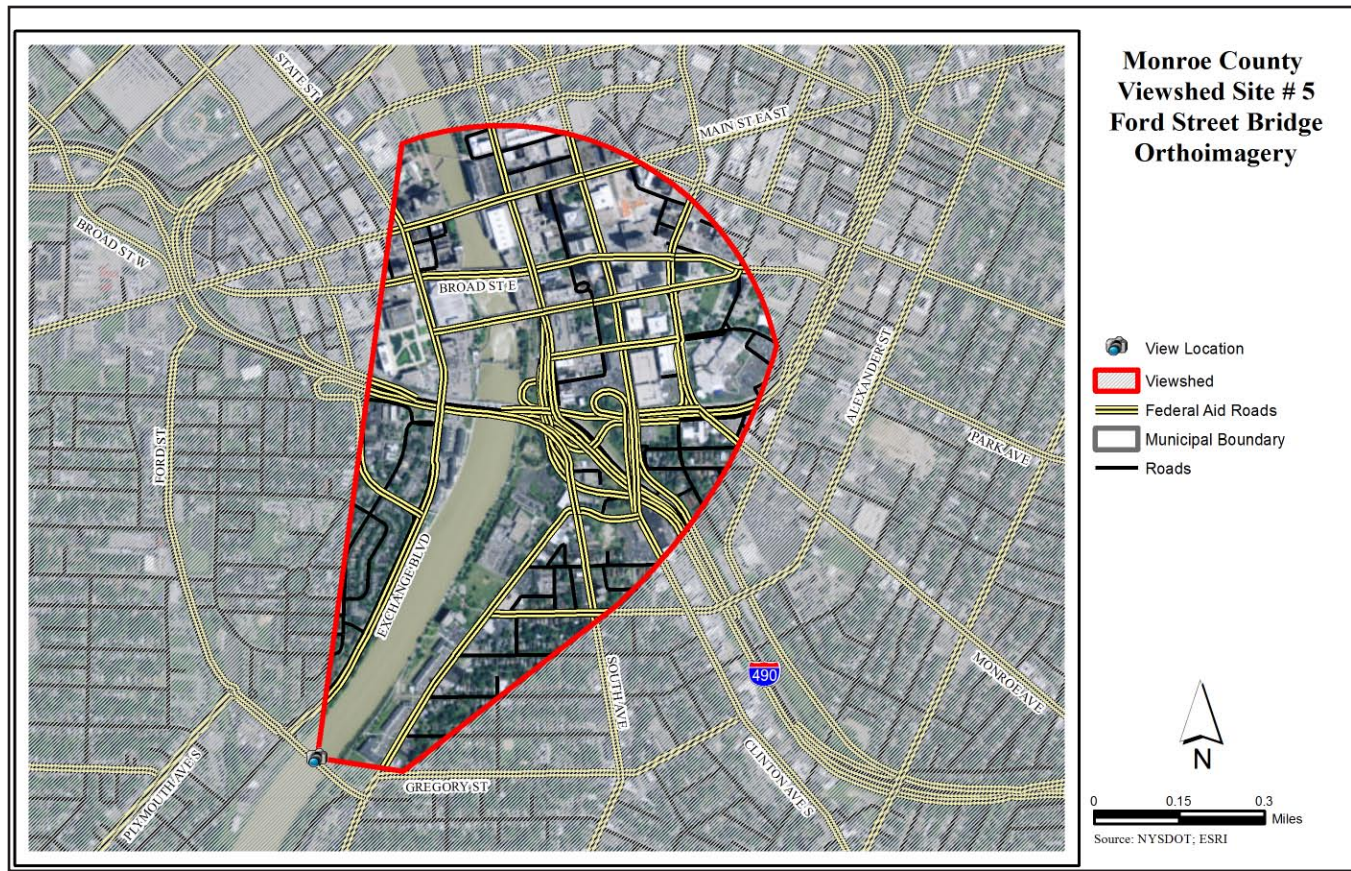 Monroe County
Viewshed Site # 5
Ford Street Bridge
Orthoimagery
STATE ST
MAIN ST EAST
BROAD ST W
BROAD ST E
ALEXANDER ST
PARK AVE
FORD ST
EXCHANGE BLVD
SOUTH AVE
490
MONROE AVE
PLYMOUTH AVE S
GREGORY ST
CLINTON AVE S
View Location
Viewshed
Federal Aid Roads
Municipal Boundary
Roads
N
0 0.15 0.3
Miles
Source: NYSDOT; ESRI